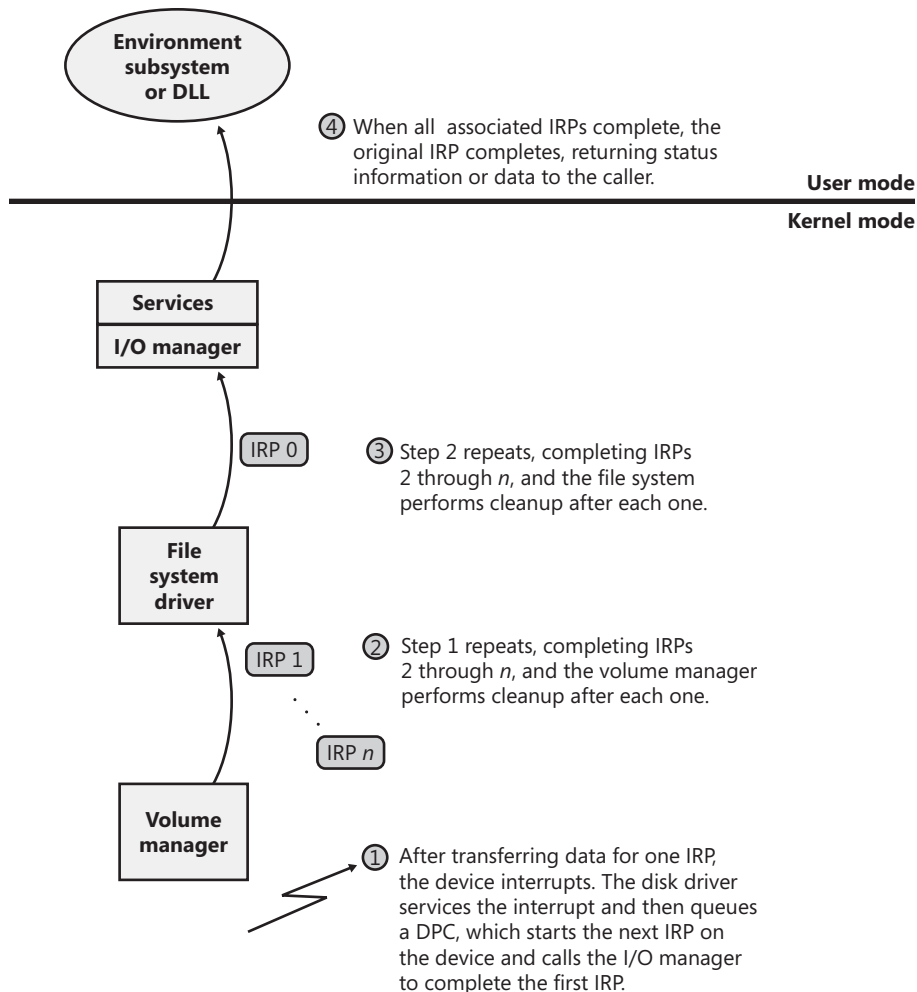 Environment
subsystem
or DLL
4 When all associated IRPs complete, the
original IRP completes, returning status
information or data to the caller.
User mode
Kernel mode
Services
I/O manager
IRP 0
3 Step 2 repeats, completing IRPs
2 through n, and the file system
performs cleanup after each one.
File
system
driver
IRP 1
2 Step 1 repeats, completing IRPs
2 through n, and the volume manager
performs cleanup after each one.
IRP n
Volume
manager
1 After transferring data for one IRP,
the device interrupts. The disk driver
services the interrupt and then queues
a DPC, which starts the next IRP on
the device and calls the I/O manager
to complete the first IRP.